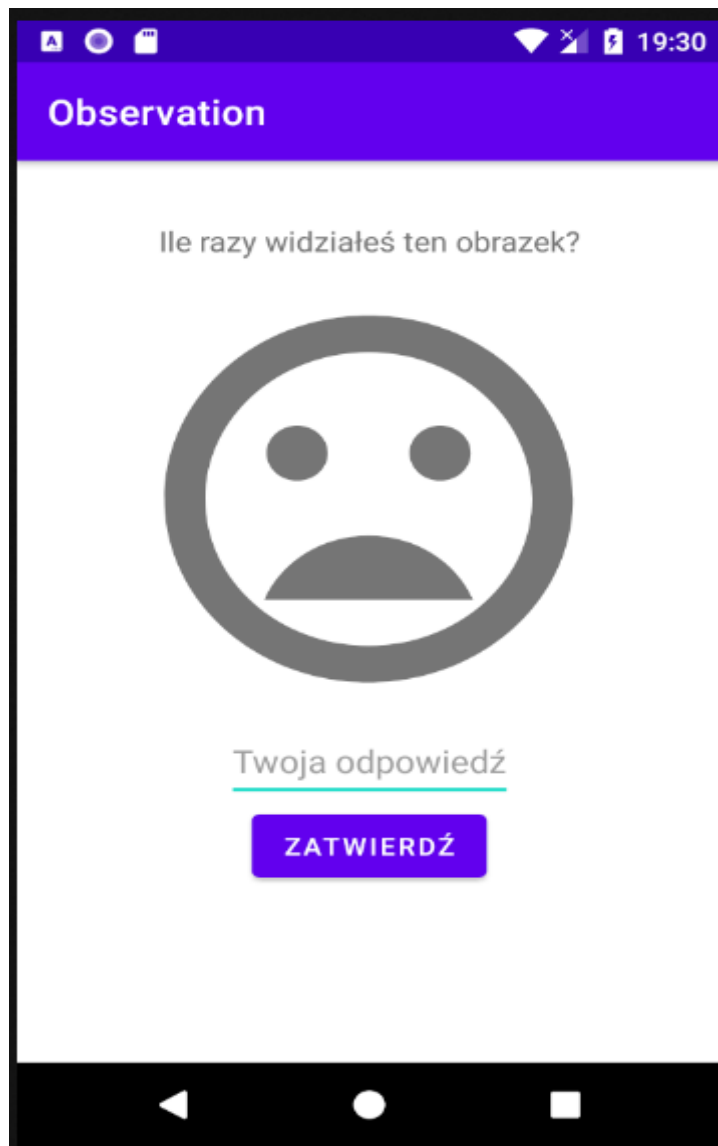 19:30
Observation
Ile razy widziałeś ten obrazek?
Twoja odpowiedź
ZATWIERDŹ